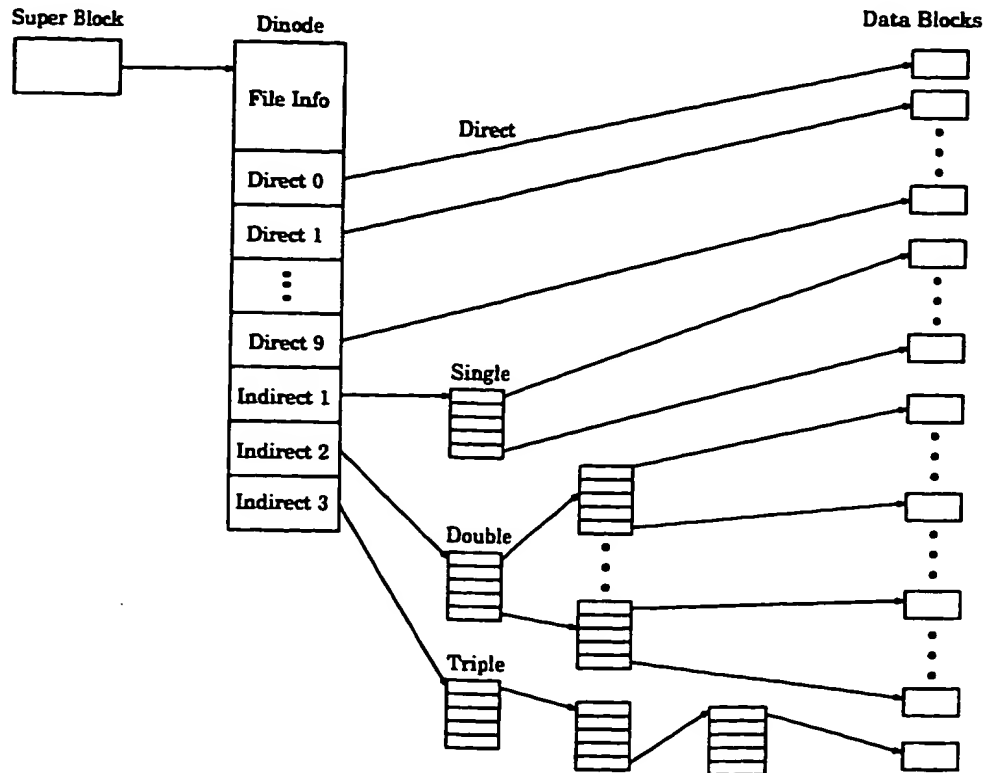 Super Block
Dinode
Data Blocks
File Info
Direct
Direct 0
Direct 1
Direct 9
Indirect 1
Single
Indirect 2
Indirect 3
Double
Triple